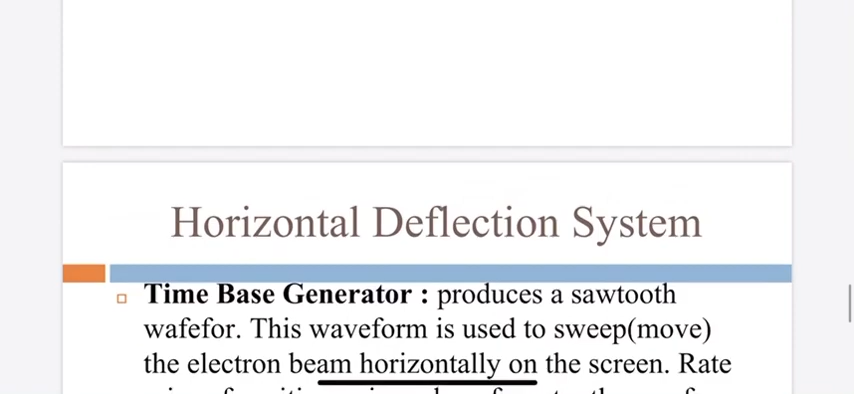 Horizontal Deflection System
Time Base Generator : produces a sawtooth
wafefor. This waveform is used to sweep(move)
the electron beam horizontally on the screen. Rate